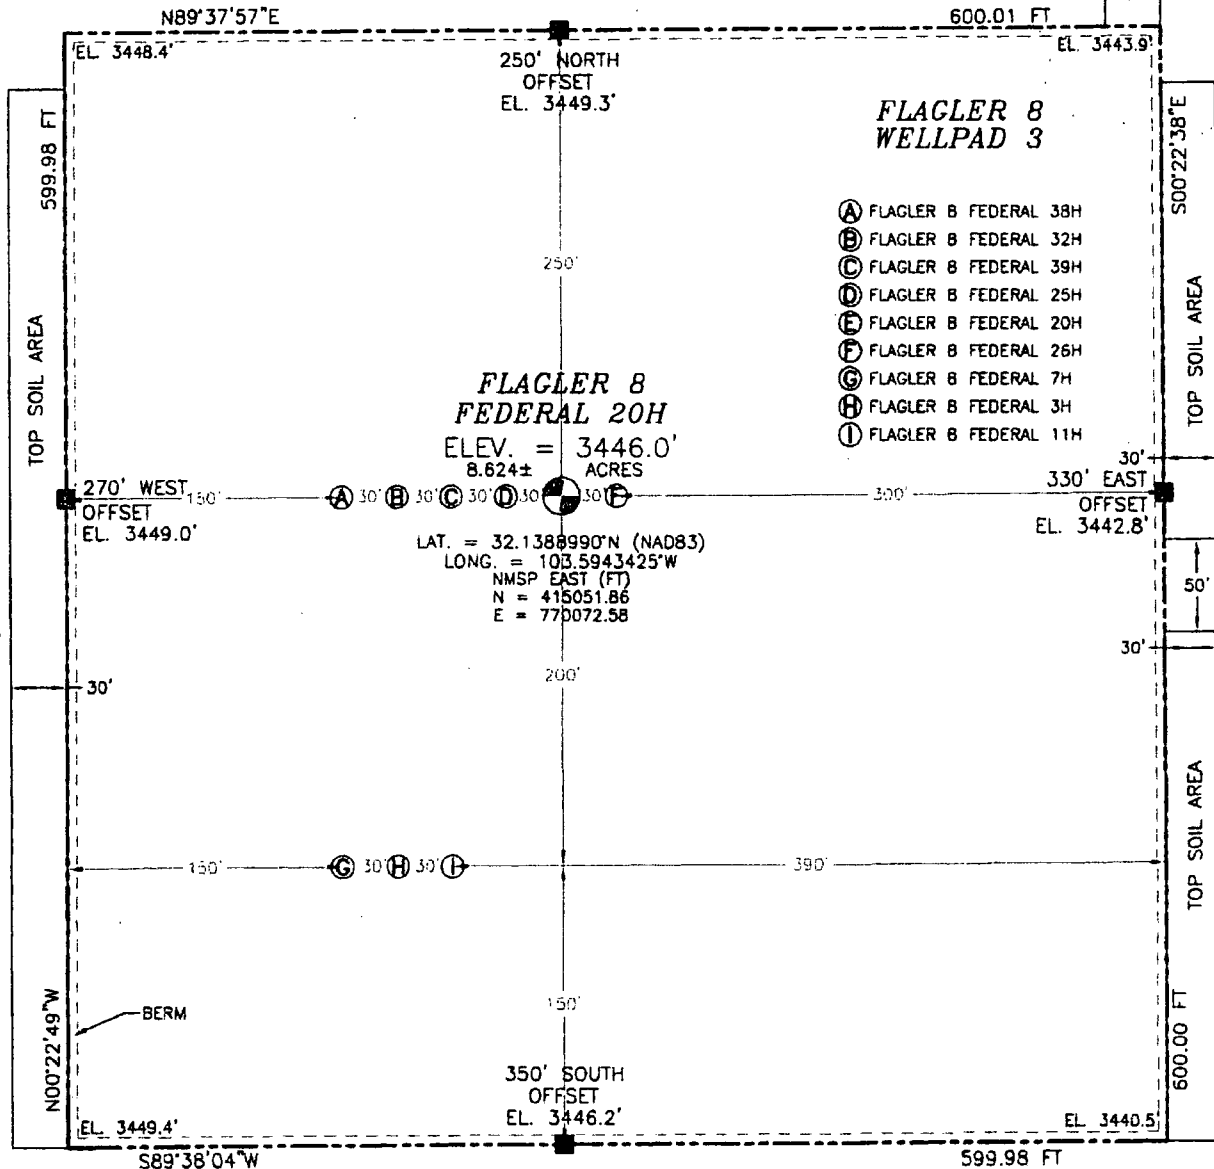 N89°37'57"E
600.01 FT
EL. 3448.4'
250' NORTH
OFFSET
EL. 3449.3'
EL. 3443.9'
FLAGLER 8
WELLPAD 3
599.98 FT
S00°22'38"E
A FLAGLER 8 FEDERAL 38H
B FLAGLER 8 FEDERAL 32H
C FLAGLER 8 FEDERAL 39H
D FLAGLER 8 FEDERAL 25H
E FLAGLER 8 FEDERAL 20H
F FLAGLER 8 FEDERAL 26H
G FLAGLER 8 FEDERAL 7H
H FLAGLER 8 FEDERAL 3H
I FLAGLER 8 FEDERAL 11H
250'
TOP SOIL AREA
TOP SOIL AREA
FLAGLER 8
FEDERAL 20H
ELEV. = 3446.0'
8.624± ACRES
30'
270' WEST
OFFSET
EL. 3449.0'
150' A 30' B 30' C 30' D 30' 30' F 300'
330' EAST
OFFSET
EL. 3442.8'
LAT. = 32.1388990°N (NAD83)
LONG. = 103.5943425°W
NMSP EAST (FT)
N = 415051.86
E = 770072.58
50'
30'
200'
30'
TOP SOIL AREA
150' G 30' H 30' I 390'
BERM
150'
N00°22'49"W
600.00 FT
350' SOUTH
OFFSET
EL. 3446.2'
EL. 3449.4'
EL. 3440.5'
S89°38'04"W
599.98 FT